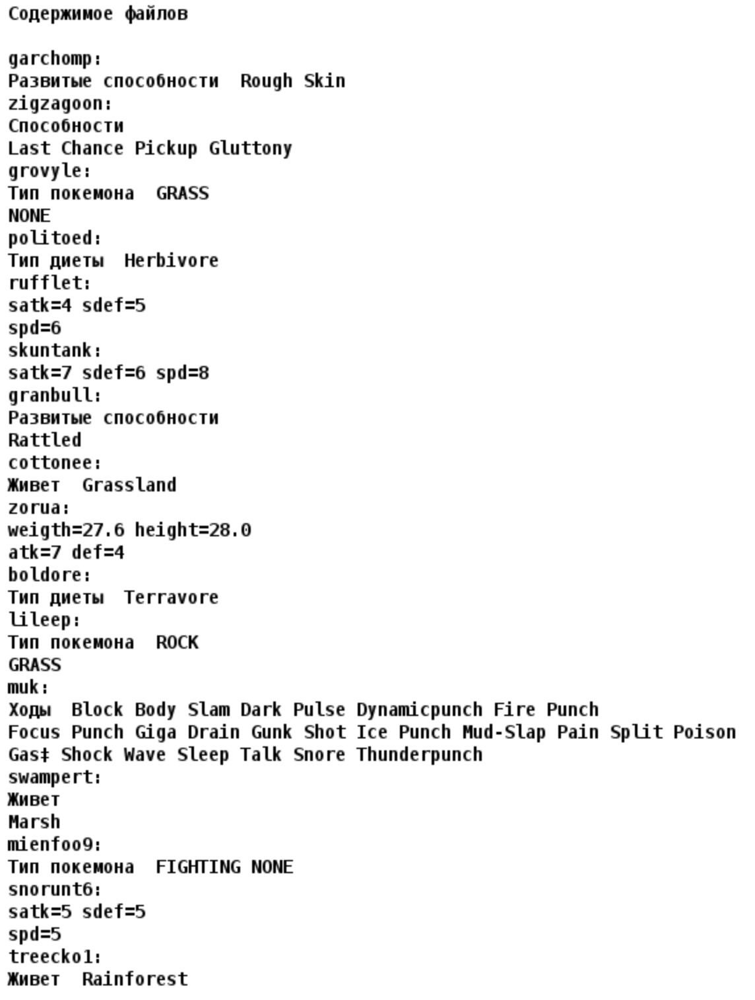 Содержимое файлов
garchomp:
Развитые способности  Rough Skin
zigzagoon:
Способности
Last Chance Pickup Gluttony
grovyle:
Тип покемона  GRASS
NONE
politoed:
Тип диеты  Herbivore
rufflet:
satk=4 sdef=5
spd=6
skuntank:
satk=7 sdef=6 spd=8
granbull:
Развитые способности
Rattled
cottonee:
Живет  Grassland
zorua:
weigth=27.6 height=28.0
atk=7 def=4
boldore:
Тип диеты  Terravore
lileep:
Тип покемона  ROCK
GRASS
muk:
Ходы  Block Body Slam Dark Pulse Dynamicpunch Fire Punch
Focus Punch Giga Drain Gunk Shot Ice Punch Mud-Slap Pain Split Poison
Gas‡ Shock Wave Sleep Talk Snore Thunderpunch
swampert:
Живет
Marsh
mienfoo9:
Тип покемона  FIGHTING NONE
snorunt6:
satk=5 sdef=5
spd=5
treecko1:
Живет  Rainforest